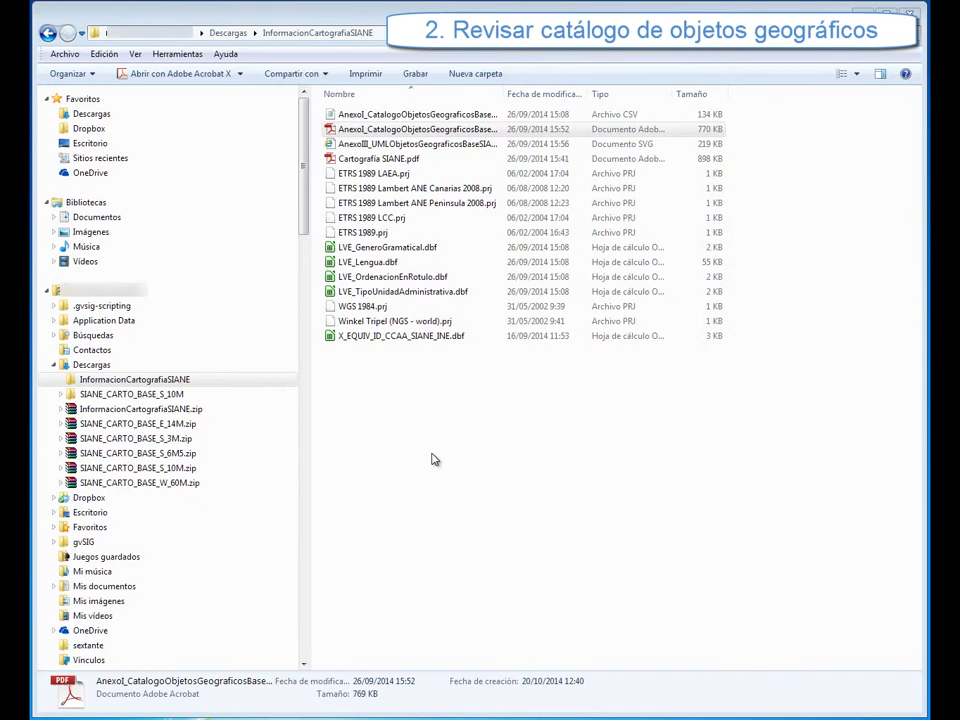 2. Revisar catálogo de objetos geográficos
Descargas InformacionCartografiaSIANE
Archivo Edición Ver Herramientas Ayuda
Organizar Abrir con Adobe Acrobat X Compartir con Imprimir Grabar Nueva carpeta
Nombre Fecha de modifica... Tipo Tamaño
Favoritos
Descargas
Dropbox
Escritorio
Sitios recientes
OneDrive
Bibliotecas
Documentos
Imágenes
Música
Vídeos
.gvsig-scripting
Application Data
Búsquedas
Contactos
Descargas
InformacionCartografiaSIANE
SIANE_CARTO_BASE_S_10M
InformacionCartografiaSIANE.zip
SIANE_CARTO_BASE_E_14M.zip
SIANE_CARTO_BASE_S_3M.zip
SIANE_CARTO_BASE_S_6M5.zip
SIANE_CARTO_BASE_S_10M.zip
SIANE_CARTO_BASE_W_60M.zip
Dropbox
Escritorio
Favoritos
gvSIG
Juegos guardados
Mi música
Mis documentos
Mis imágenes
Mis vídeos
OneDrive
sextante
Vínculos
AnexoI_CatalogoObjetosGeograficosBase... 26/09/2014 15:08 Archivo CSV 134 KB
AnexoI_CatalogoObjetosGeograficosBase... 26/09/2014 15:52 Documento Adob... 770 KB
AnexoIII_UMLObjetosGeograficosBaseSIA... 26/09/2014 15:56 Documento SVG 219 KB
Cartografía SIANE.pdf 26/09/2014 15:41 Documento Adob... 898 KB
ETRS 1989 LAEA.prj 06/02/2004 17:04 Archivo PRJ 1 KB
ETRS 1989 Lambert ANE Canarias 2008.prj 06/08/2008 12:20 Archivo PRJ 1 KB
ETRS 1989 Lambert ANE Peninsula 2008.prj 06/08/2008 12:23 Archivo PRJ 1 KB
ETRS 1989 LCC.prj 06/02/2004 17:04 Archivo PRJ 1 KB
ETRS 1989.prj 06/02/2004 16:43 Archivo PRJ 1 KB
LVE_GeneroGramatical.dbf 26/09/2014 15:08 Hoja de cálculo O... 2 KB
LVE_Lengua.dbf 26/09/2014 15:08 Hoja de cálculo O... 55 KB
LVE_OrdenacionEnRotulo.dbf 26/09/2014 15:08 Hoja de cálculo O... 2 KB
LVE_TipoUnidadAdministrativa.dbf 26/09/2014 15:08 Hoja de cálculo O... 2 KB
WGS 1984.prj 31/05/2002 9:39 Archivo PRJ 1 KB
Winkel Tripel (NGS - world).prj 31/05/2002 9:41 Archivo PRJ 1 KB
X_EQUIV_ID_CCAA_SIANE_INE.dbf 16/09/2014 11:53 Hoja de cálculo O... 3 KB
PDF
AnexoI_CatalogoObjetosGeograficosBase... Fecha de modifica... 26/09/2014 15:52 Fecha de creación: 20/10/2014 12:40
Documento Adobe Acrobat Tamaño: 769 KB